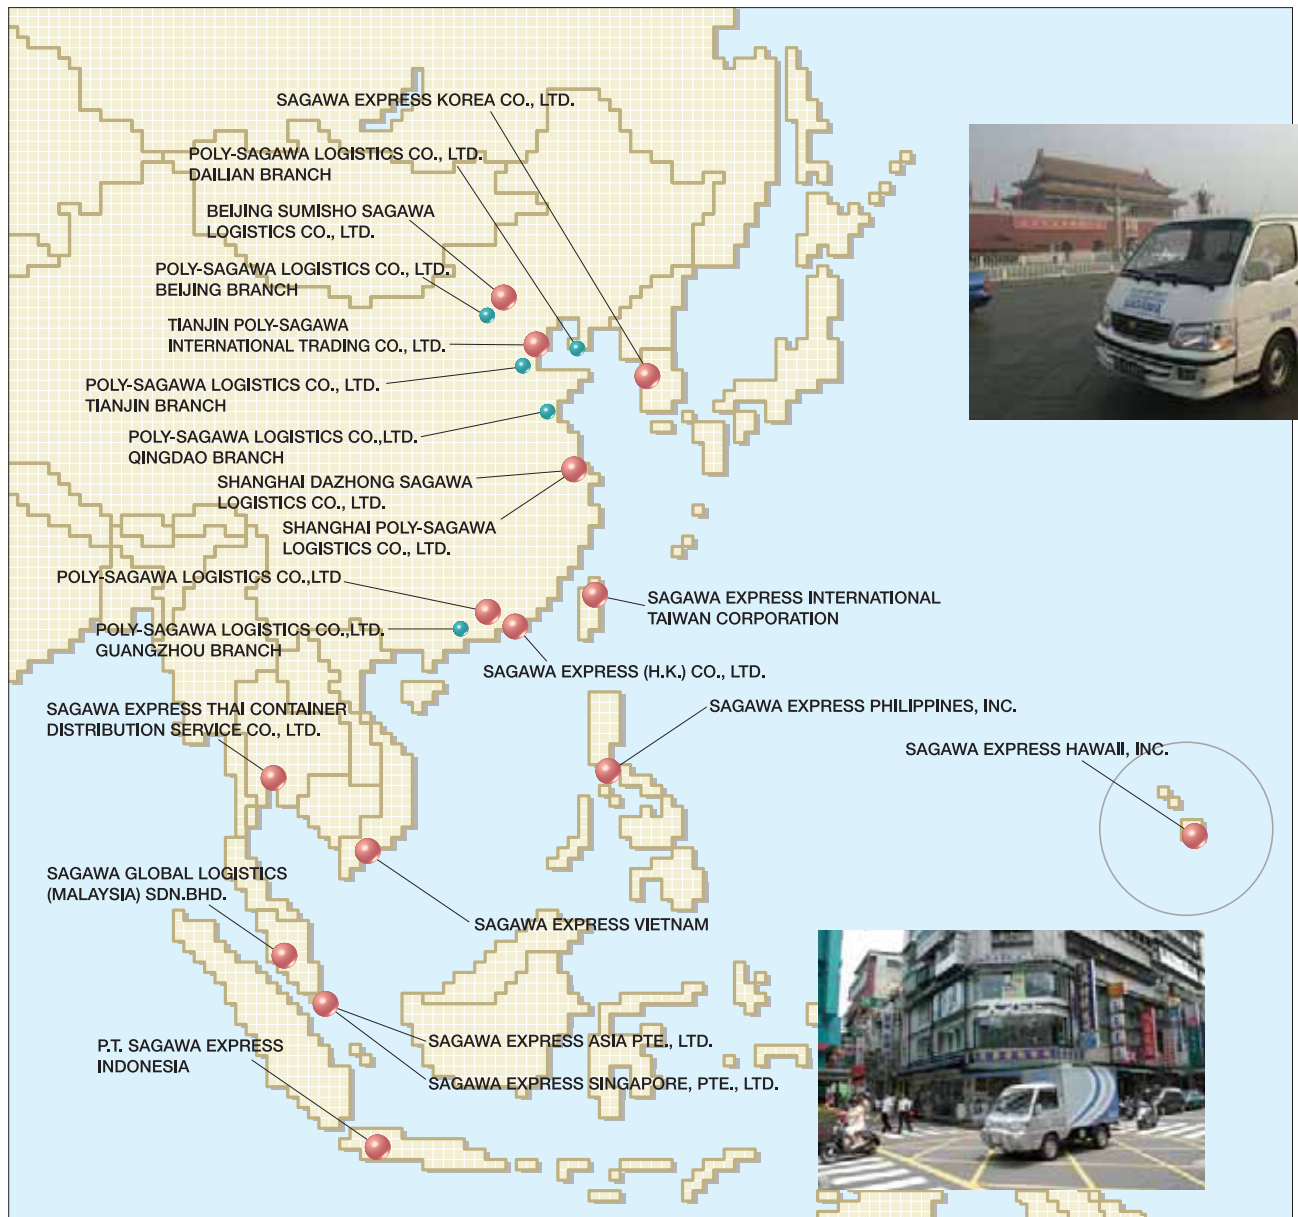 SAGAWA EXPRESS KOREA CO., LTD.
POLY-SAGAWA LOGISTICS CO., LTD.
DAILIAN BRANCH
BEIJING SUMISHO SAGAWA
LOGISTICS CO., LTD.
POLY-SAGAWA LOGISTICS CO., LTD.
BEIJING BRANCH
TIANJIN POLY-SAGAWA
INTERNATIONAL TRADING CO., LTD.
POLY-SAGAWA LOGISTICS CO., LTD.
TIANJIN BRANCH
POLY-SAGAWA LOGISTICS CO.,LTD.
QINGDAO BRANCH
SHANGHAI DAZHONG SAGAWA
LOGISTICS CO., LTD.
SHANGHAI POLY-SAGAWA
LOGISTICS CO., LTD.
POLY-SAGAWA LOGISTICS CO.,LTD
SAGAWA EXPRESS INTERNATIONAL
TAIWAN CORPORATION
POLY-SAGAWA LOGISTICS CO.,LTD.
GUANGZHOU BRANCH
SAGAWA EXPRESS (H.K.) CO., LTD.
SAGAWA EXPRESS THAI CONTAINER
DISTRIBUTION SERVICE CO., LTD.
SAGAWA EXPRESS PHILIPPINES, INC.
SAGAWA EXPRESS HAWAII, INC.
SAGAWA GLOBAL LOGISTICS
(MALAYSIA) SDN.BHD.
SAGAWA EXPRESS VIETNAM
P.T. SAGAWA EXPRESS
INDONESIA
SAGAWA EXPRESS ASIA PTE., LTD.
SAGAWA EXPRESS SINGAPORE, PTE., LTD.
SAGAWA